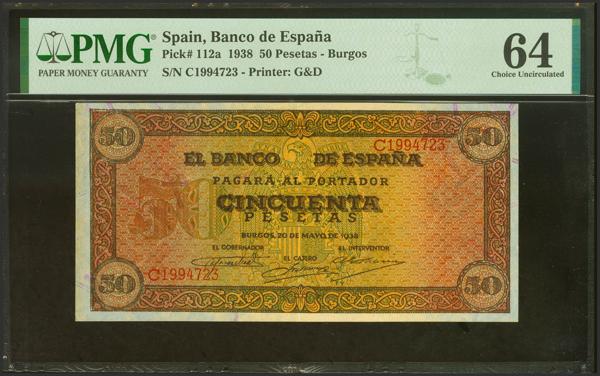 PMG
PAPER MONEY GUARANTY
Spain, Banco de España
Pick# 112a 1938 50 Pesetas - Burgos
S/N C1994723 - Printer: G&D
64
Choice Uncirculated
50
50
C1994723
EL BANCO DE ESPAÑA
PAGARÁ AL PORTADOR
50
CINCUENTA
PESETAS
BURGOS, 20 DE MAYO DE 1938
EL GOBERNADOR
EL CAJERO
EL INTERVENTOR
C1994723
50
50